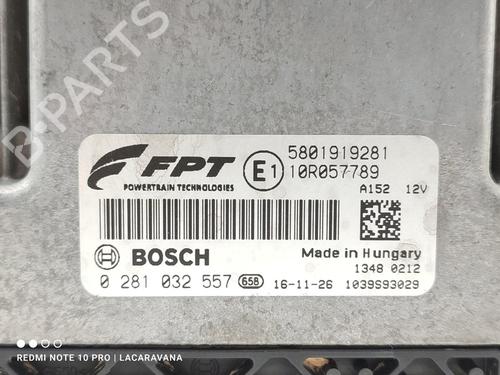 B-PARTS
FPT
POWERTRAIN TECHNOLOGIES
E1
5801919281
10R057789
A152 12V
BOSCH
Made in Hungary
0 281 032 557 658
1348 0212
16-11-26 1039S93029
REDMI NOTE 10 PRO | LACARAVANA